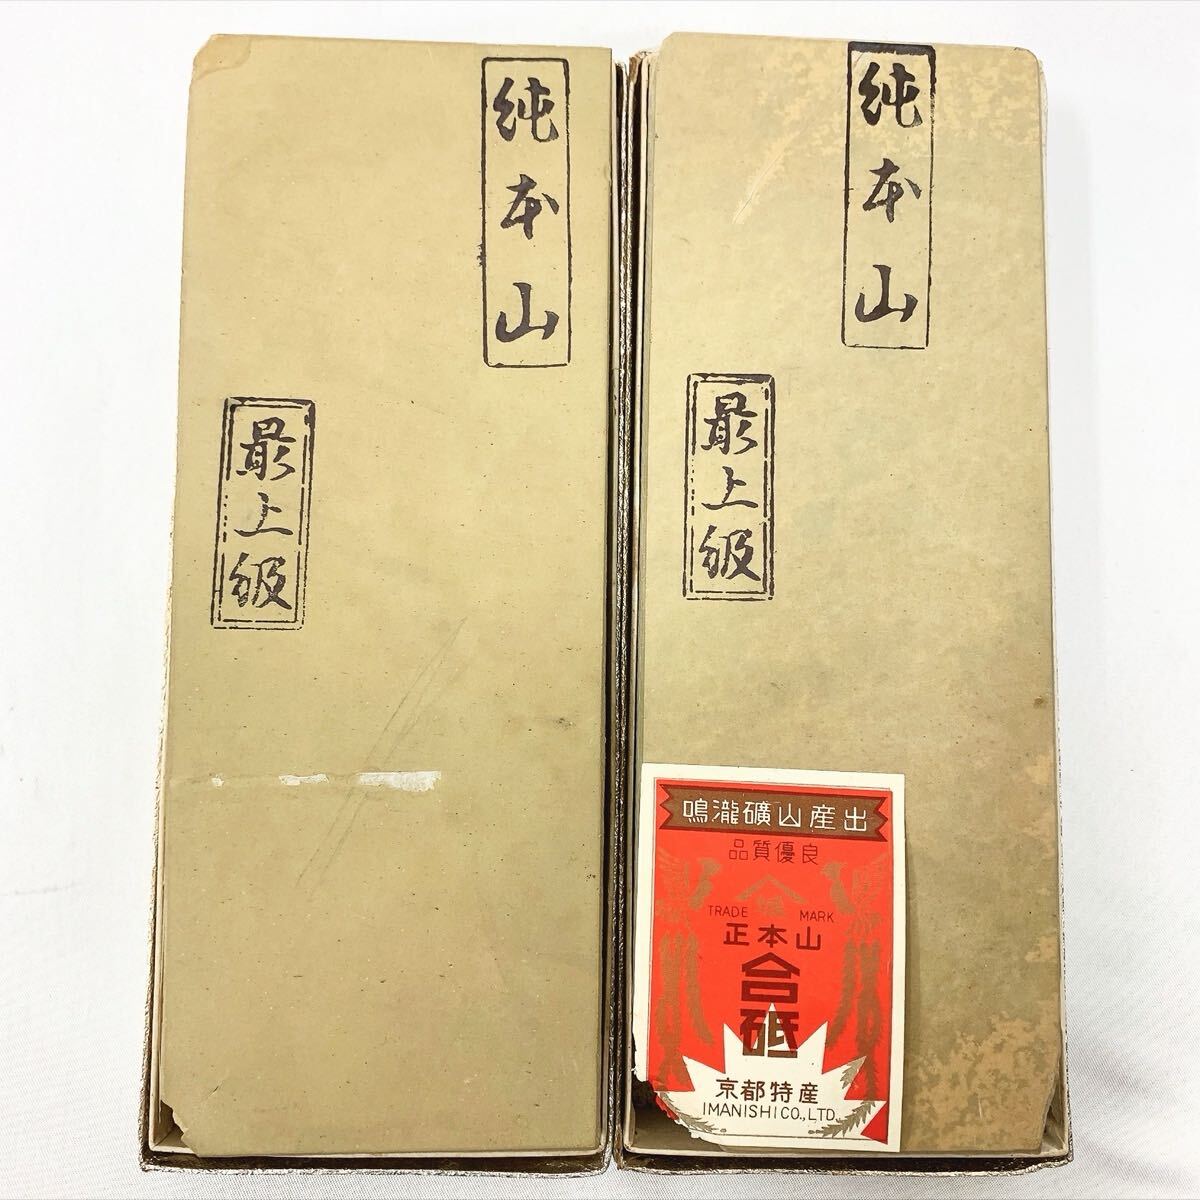 純本山
最上級
純本山
最上級
鳴瀧礦山産出
品質優良
TRADE MARK
正本山
合砥
京都特産
IMANISHI CO., LTD.